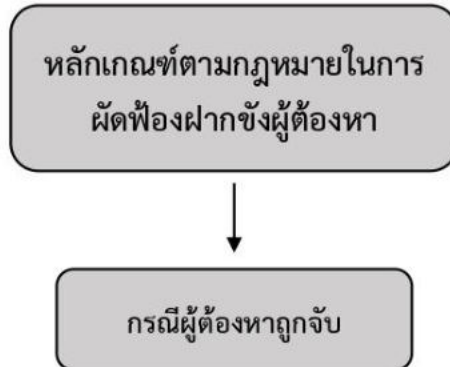 หลักเกณฑ์ตามกฎหมายในการ
ผัดฟ้องฝากขังผู้ต้องหา
กรณีผู้ต้องหาถูกจับ